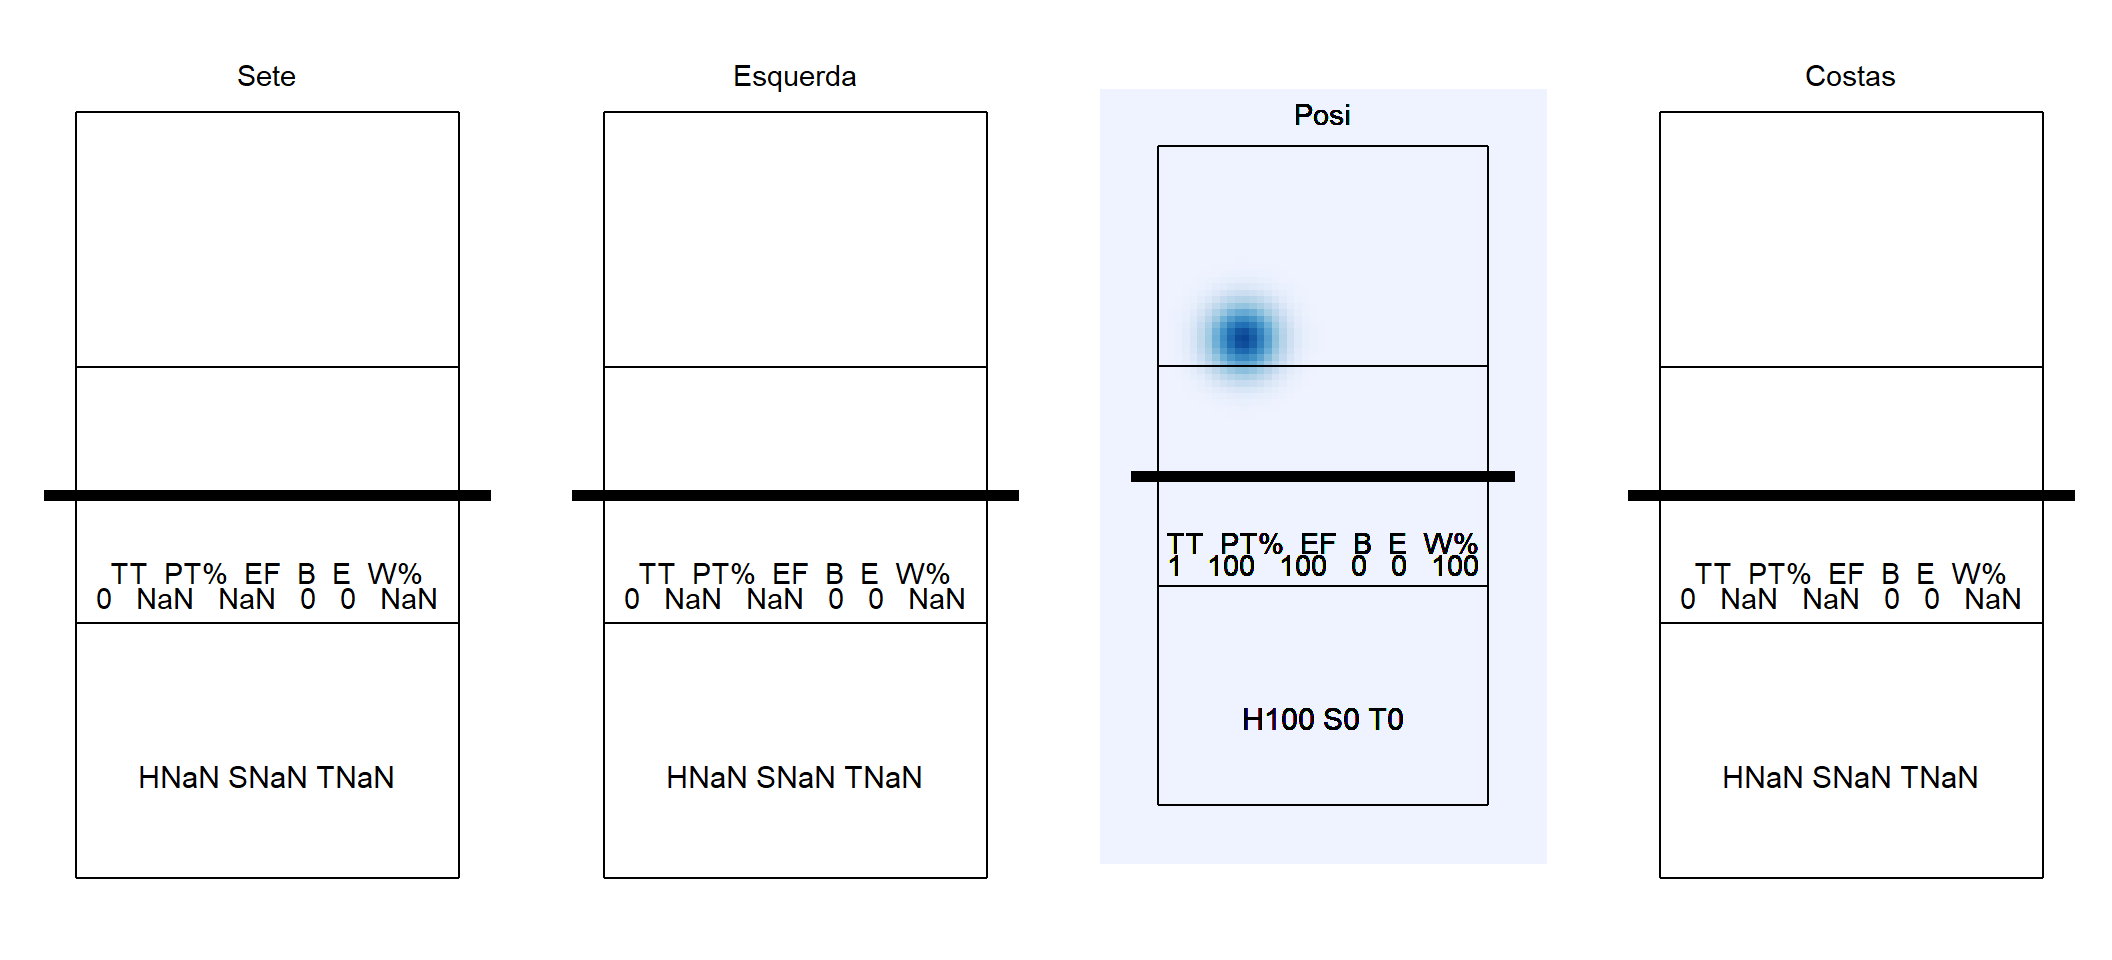 Sete
TT PT% EF B E W%
0 NaN NaN 0 0 NaN
HNaN SNaN TNaN
Esquerda
TT PT% EF B E W%
0 NaN NaN 0 0 NaN
HNaN SNaN TNaN
Posi
TT PT% EF B E W%
1 100 100 0 0 100
H100 S0 T0
Costas
TT PT% EF B E W%
0 NaN NaN 0 0 NaN
HNaN SNaN TNaN